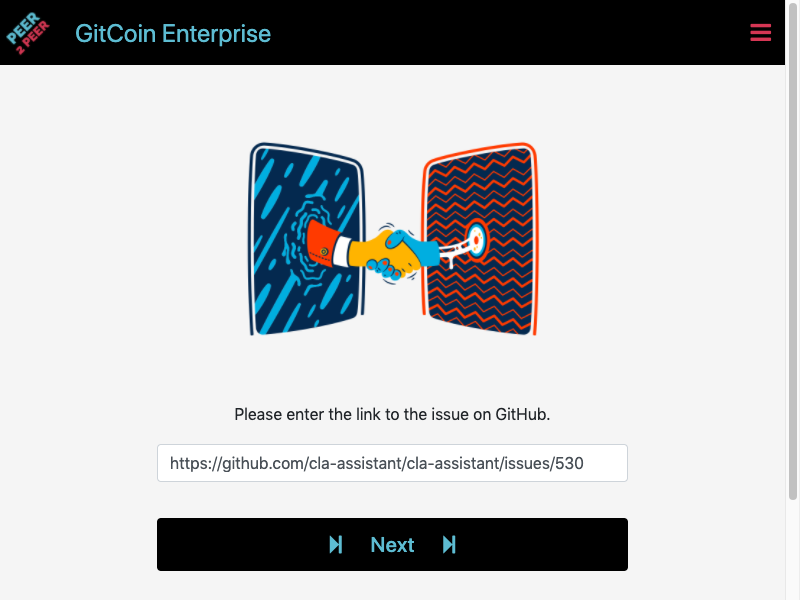 PEER
2 PEER
GitCoin Enterprise
Please enter the link to the issue on GitHub.
https://github.com/cla-assistant/cla-assistant/issues/530
Next